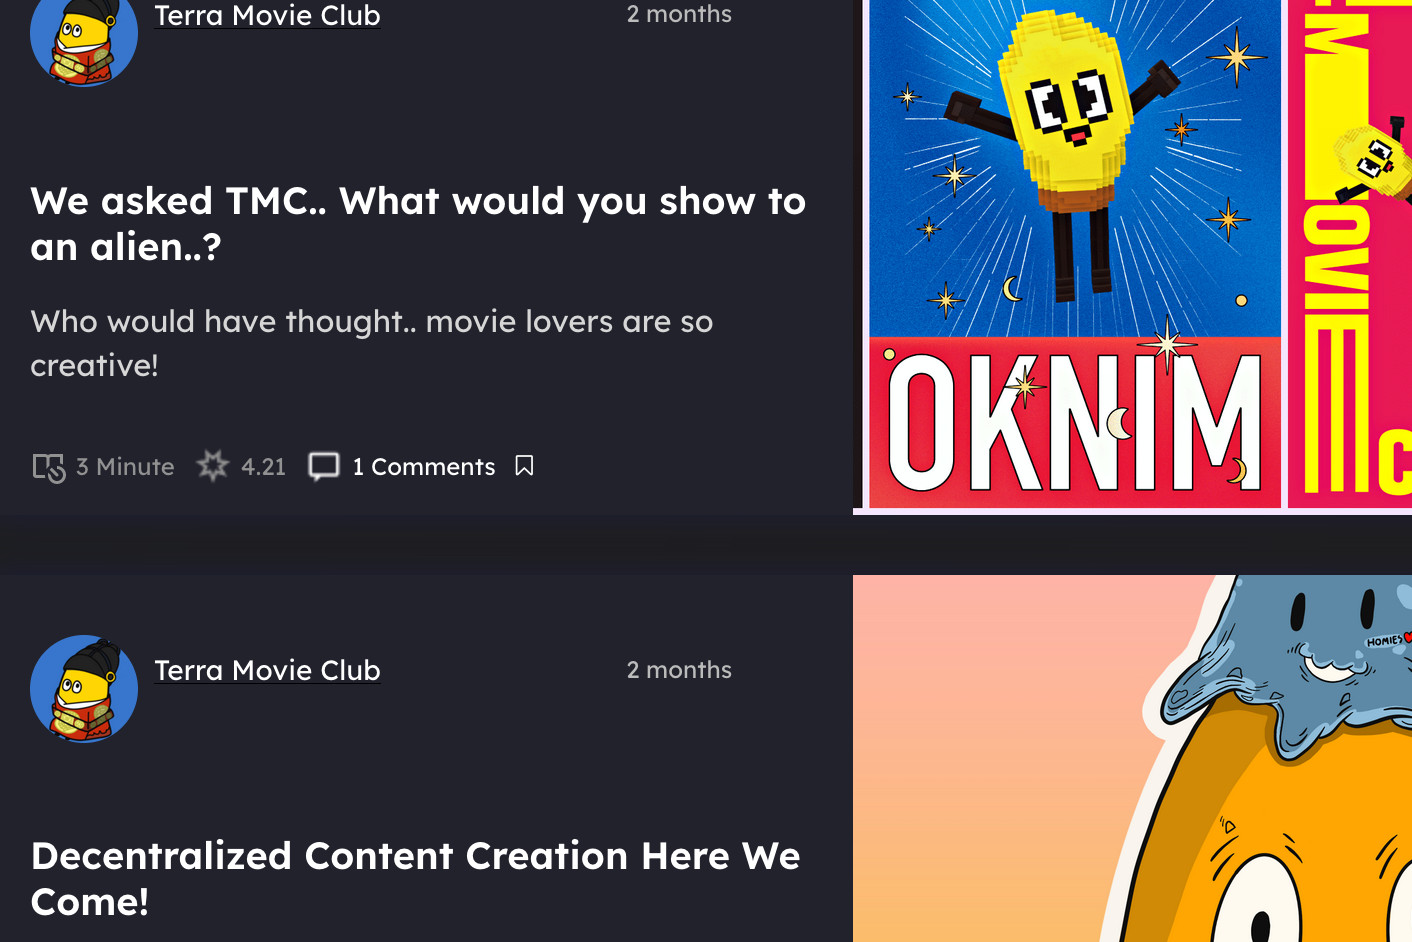 Terra Movie Club
2 months
We asked TMC.. What would you show to
an alien..?
Who would have thought.. movie lovers are so
creative!
3 Minute
4.21
1 Comments
OKNIM
M
OVIE
C
Terra Movie Club
2 months
Decentralized Content Creation Here We
Come!
HOMIES